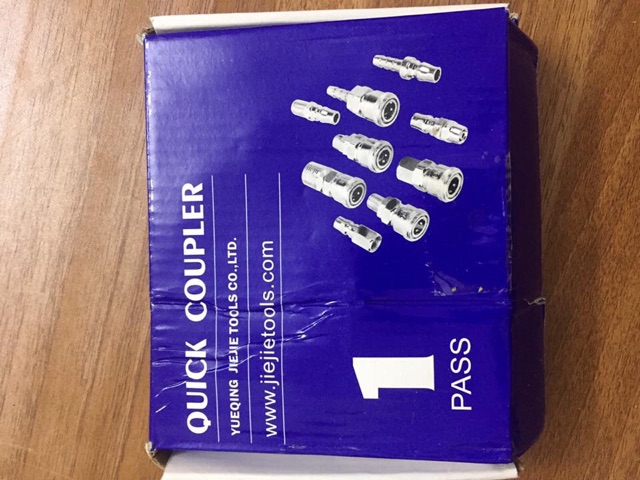 QUICK COUPLER
YUEQING JIEJIE TOOLS CO.,LTD.
www.jiejietools.com
1
PASS